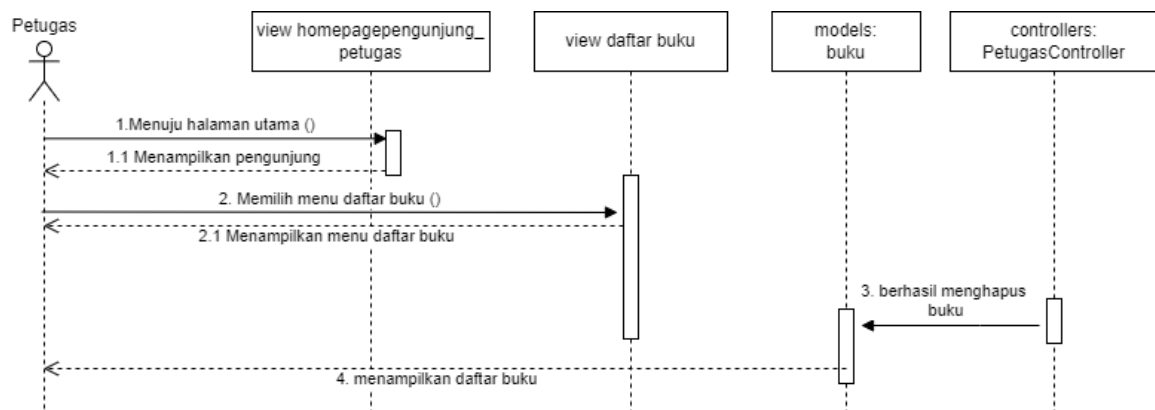 Petugas
view homepagepengunjung_
petugas
view daftar buku
models:
buku
controllers:
PetugasController
1.Menuju halaman utama ()
1.1 Menampilkan pengunjung
2. Memilih menu daftar buku ()
2.1 Menampilkan menu daftar buku
3. berhasil menghapus
buku
4. menampilkan daftar buku